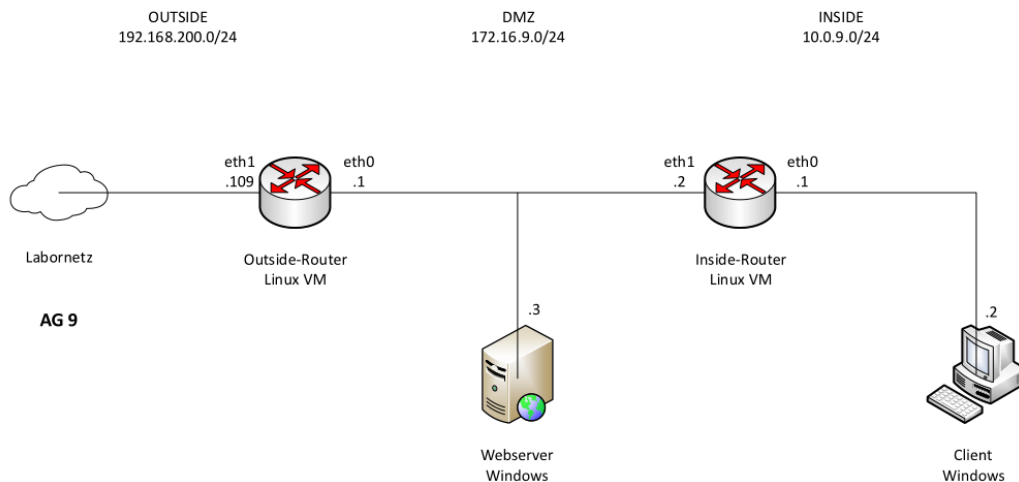 OUTSIDE
192.168.200.0/24
DMZ
172.16.9.0/24
INSIDE
10.0.9.0/24
eth1
.109
eth0
.1
eth1
.2
eth0
.1
Labornetz
Outside-Router
Linux VM
Inside-Router
Linux VM
AG 9
.3
.2
Webserver
Windows
Client
Windows